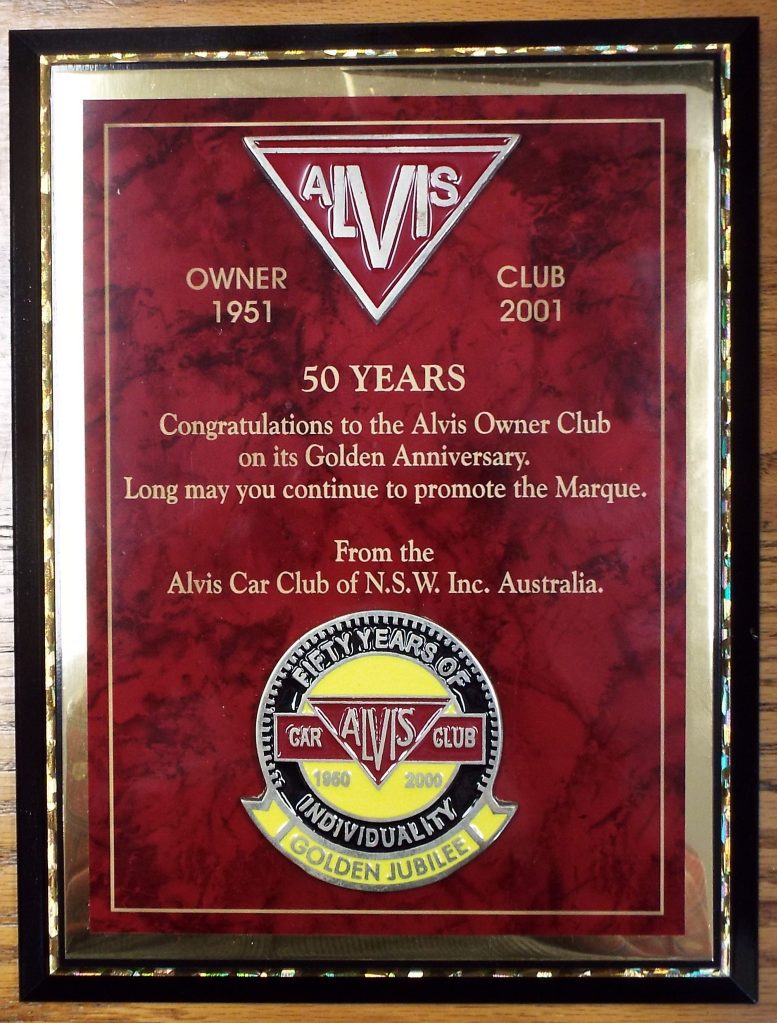 ALVIS
OWNER CLUB
1951 2001
50 YEARS
Congratulations to the Alvis Owner Club
on its Golden Anniversary.
Long may you continue to promote the Marque.
From the
Alvis Car Club of N.S.W. Inc. Australia.
FIFTY YEARS OF
CAR ALVIS CLUB
1950 2000
INDIVIDUALITY
GOLDEN JUBILEE